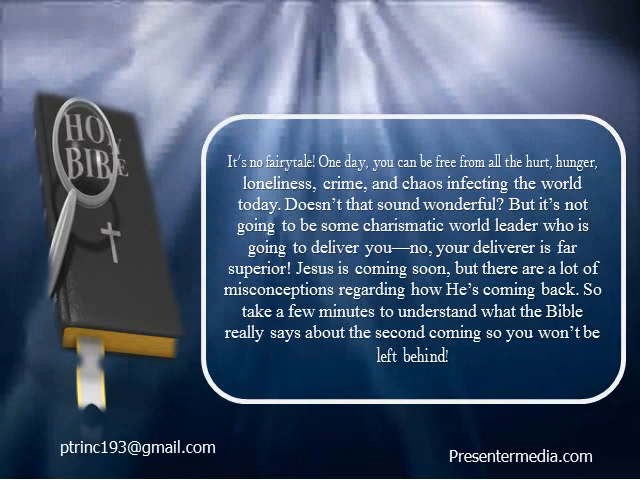 HOLY
BIBLE
It's no fairytale! One day, you can be free from all the hurt, hunger,
loneliness, crime, and chaos infecting the world
today. Doesn't that sound wonderful? But it's not
going to be some charismatic world leader who is
going to deliver you—no, your deliverer is far
superior! Jesus is coming soon, but there are a lot of
misconceptions regarding how He's coming back. So
take a few minutes to understand what the Bible
really says about the second coming so you won't be
left behind!
ptrinc193@gmail.com
Presentermedia.com